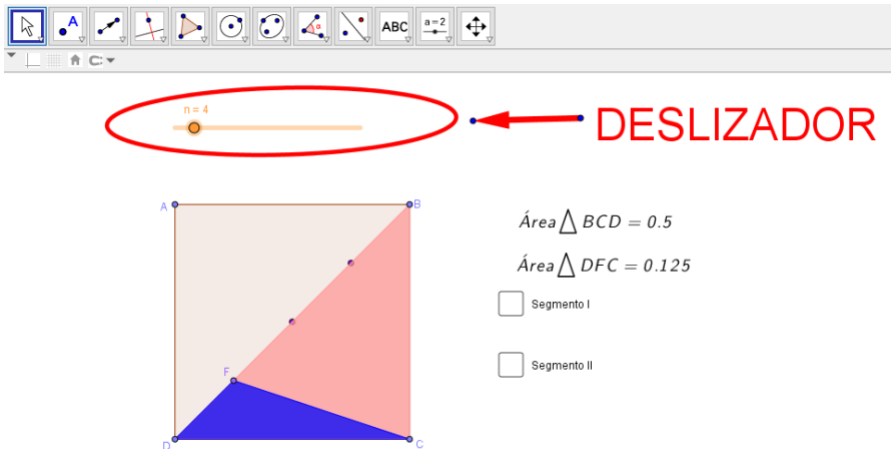 A
ABC
a = 2
n = 4
DESLIZADOR
A
B
Área △ BCD = 0.5
Área △ DFC = 0.125
Segmento I
Segmento II
F
D
C